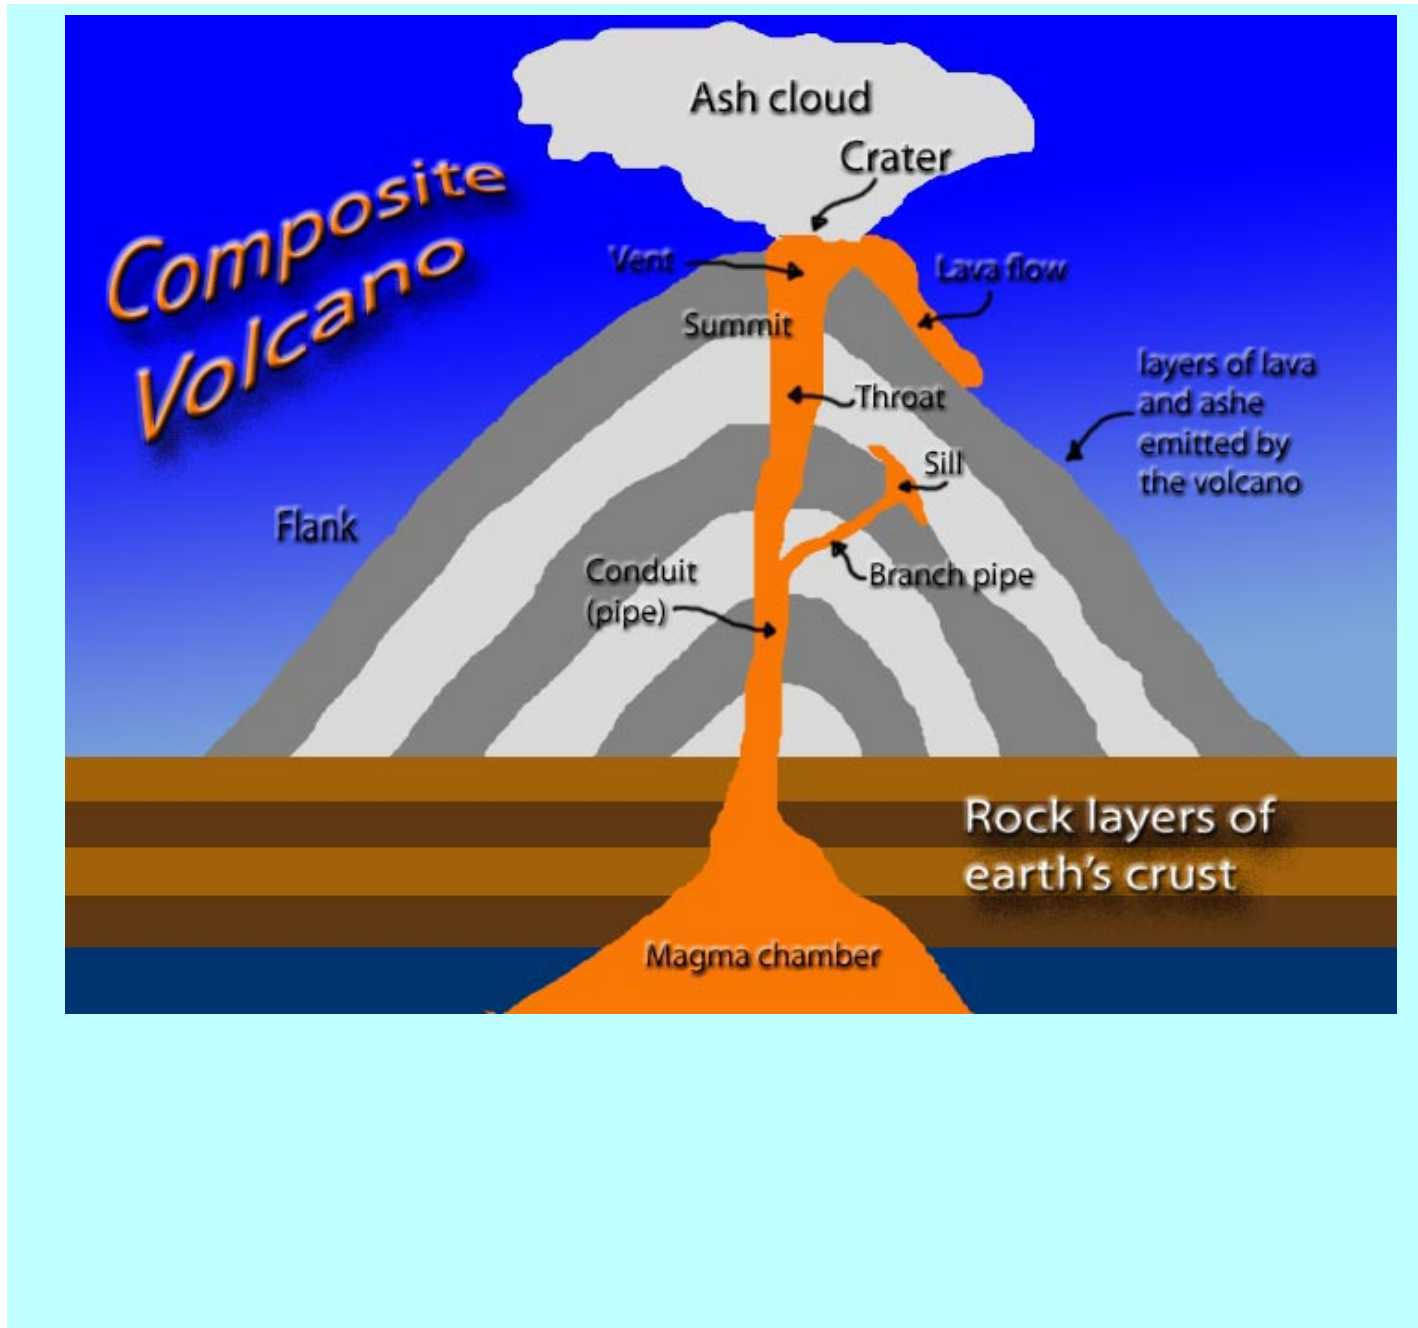 Ash cloud
Crater
Composite
Volcano
Vent
Lava flow
Summit
layers of lava
and ashe
emitted by
the volcano
Throat
Sill
Flank
Conduit
(pipe)
Branch pipe
Rock layers of
earth's crust
Magma chamber